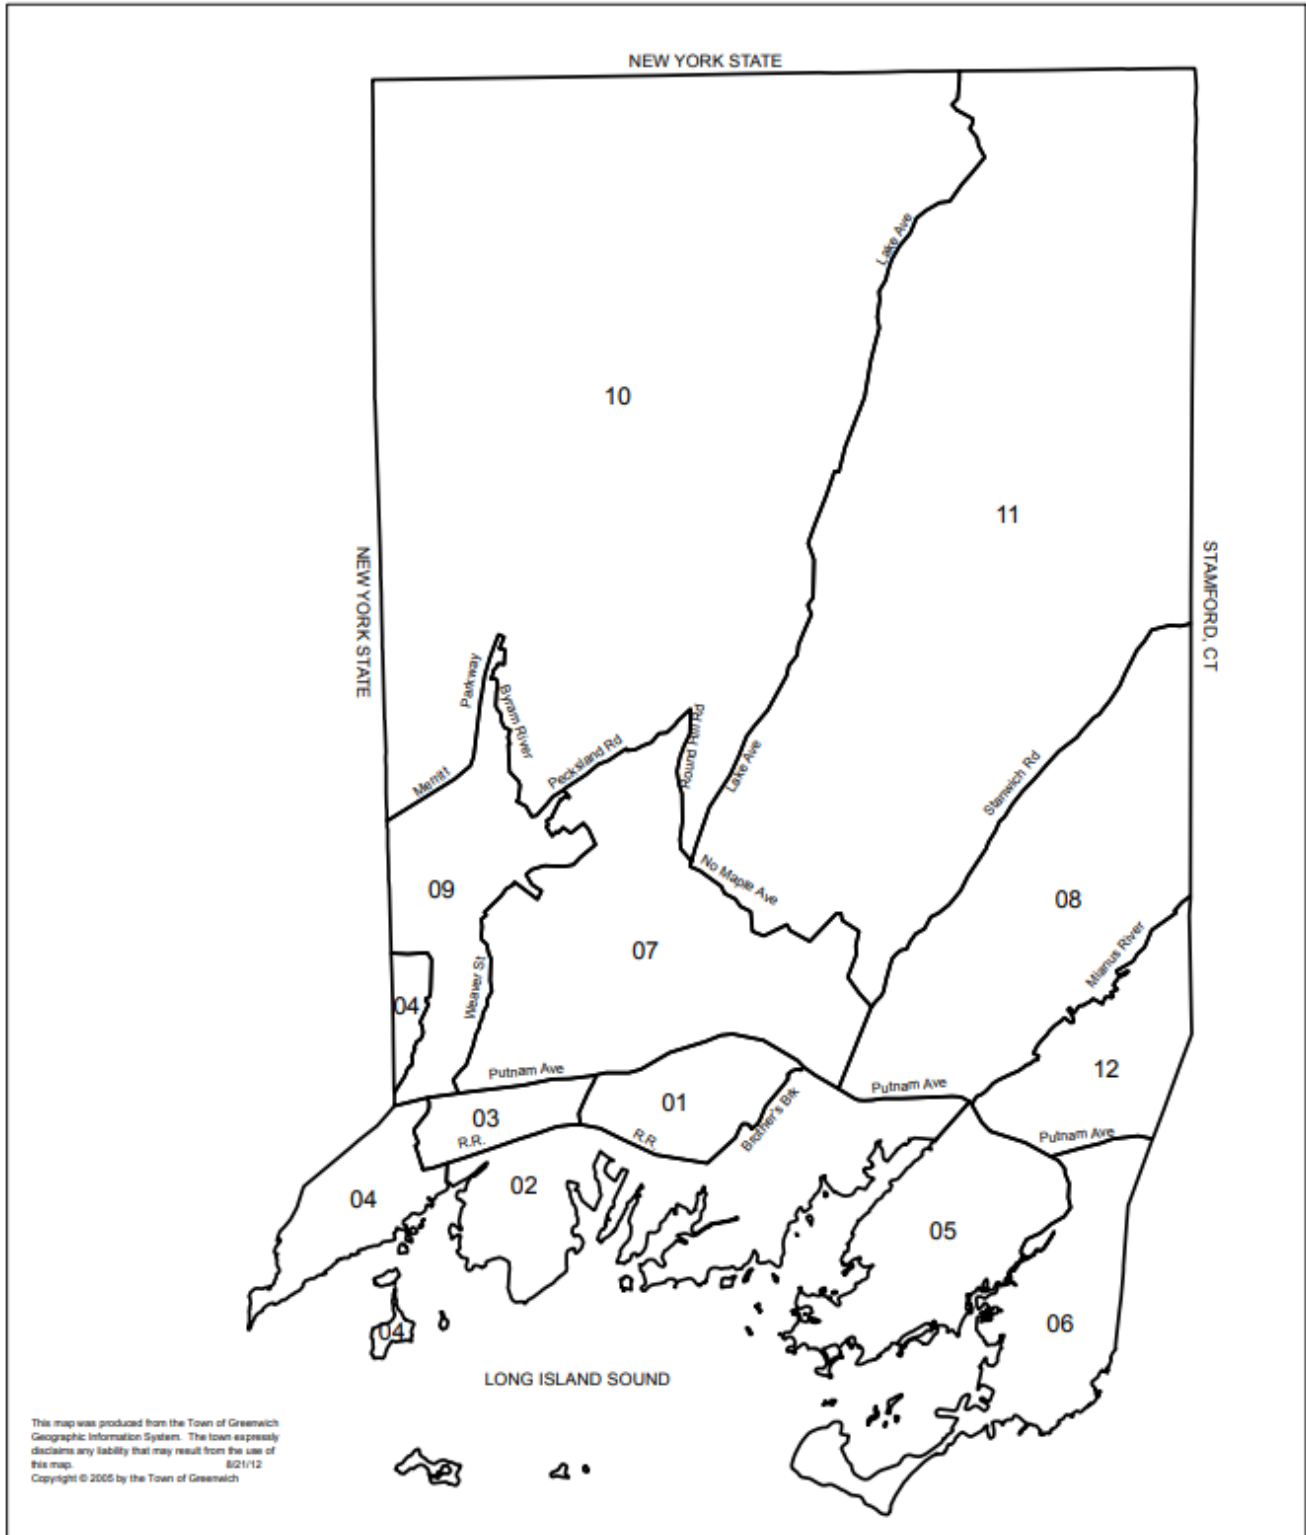 NEW YORK STATE
Lake Ave
10
11
NEW YORK STATE
STAMFORD, CT
Parkway
Byram River
Merritt
Pecksland Rd
Round Hill Rd
Lake Ave
Stanwich Rd
No Maple Ave
09
08
07
Weaver St
Mianus River
04
Putnam Ave
Putnam Ave
12
03
01
R.R.
R.R
Brother's Brk
Putnam Ave
04
02
05
06
04
LONG ISLAND SOUND
This map was produced from the Town of Greenwich
Geographic Information System. The town expressly
disclaims any liability that may result from the use of
this map. 8/21/12
Copyright © 2005 by the Town of Greenwich